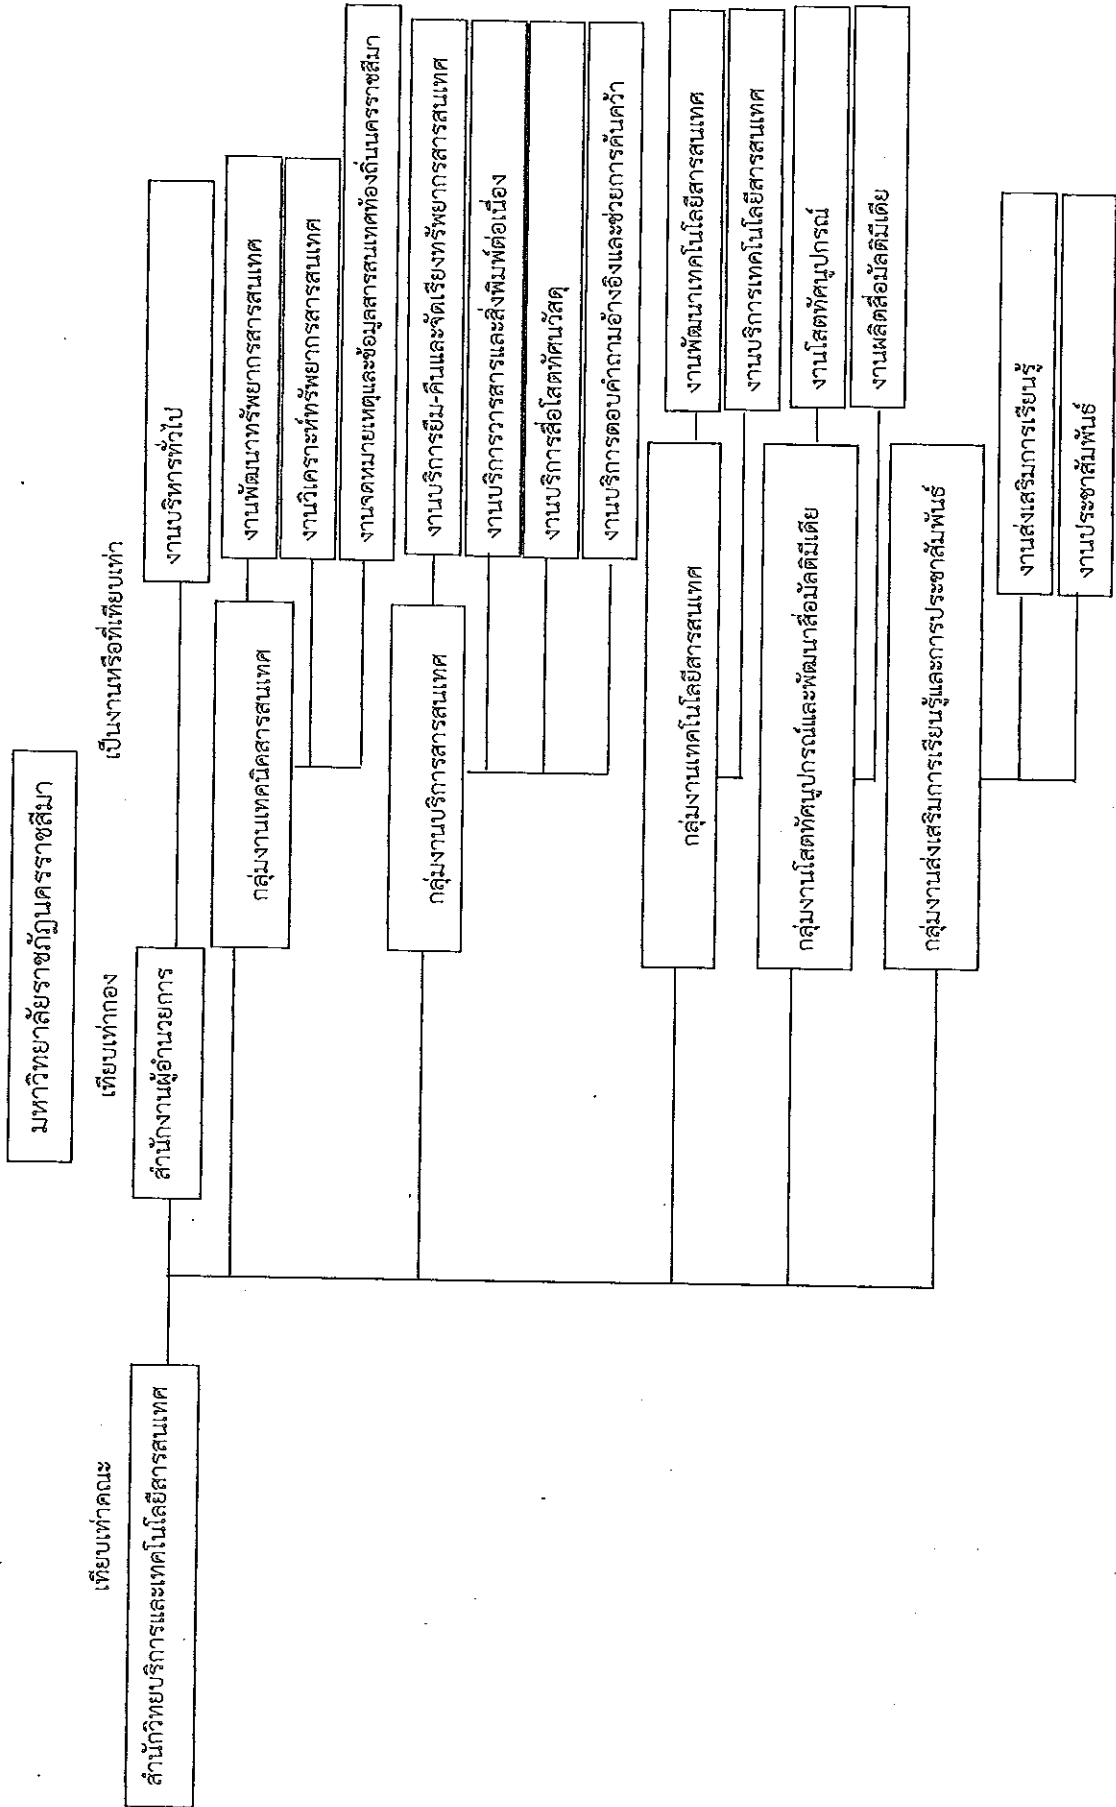 มหาวิทยาลัยราชภัฏนครราชสีมา
เทียบเท่าคณะ
เทียบเท่ากอง
เป็นงานหรือที่เทียบเท่า
สำนักวิทยบริการและเทคโนโลยีสารสนเทศ
สำนักงานผู้อำนวยการ
งานบริหารทั่วไป
กลุ่มงานเทคนิคสารสนเทศ
งานพัฒนาทรัพยากรสารสนเทศ
งานวิเคราะห์ทรัพยากรสารสนเทศ
งานจดหมายเหตุและข้อมูลสารสนเทศท้องถิ่นนครราชสีมา
กลุ่มงานบริการสารสนเทศ
งานบริการยืม-คืนและจัดเรียงทรัพยากรสารสนเทศ
งานบริการวารสารและสิ่งพิมพ์ต่อเนื่อง
งานบริการสื่อโสตทัศนวัสดุ
งานบริการตอบคำถามอ้างอิงและช่วยการค้นคว้า
กลุ่มงานเทคโนโลยีสารสนเทศ
งานพัฒนาเทคโนโลยีสารสนเทศ
งานบริการเทคโนโลยีสารสนเทศ
กลุ่มงานโสตทัศนูปกรณ์และพัฒนาสื่อมัลติมีเดีย
งานโสตทัศนูปกรณ์
งานผลิตสื่อมัลติมีเดีย
กลุ่มงานส่งเสริมการเรียนรู้และการประชาสัมพันธ์
งานส่งเสริมการเรียนรู้
งานประชาสัมพันธ์